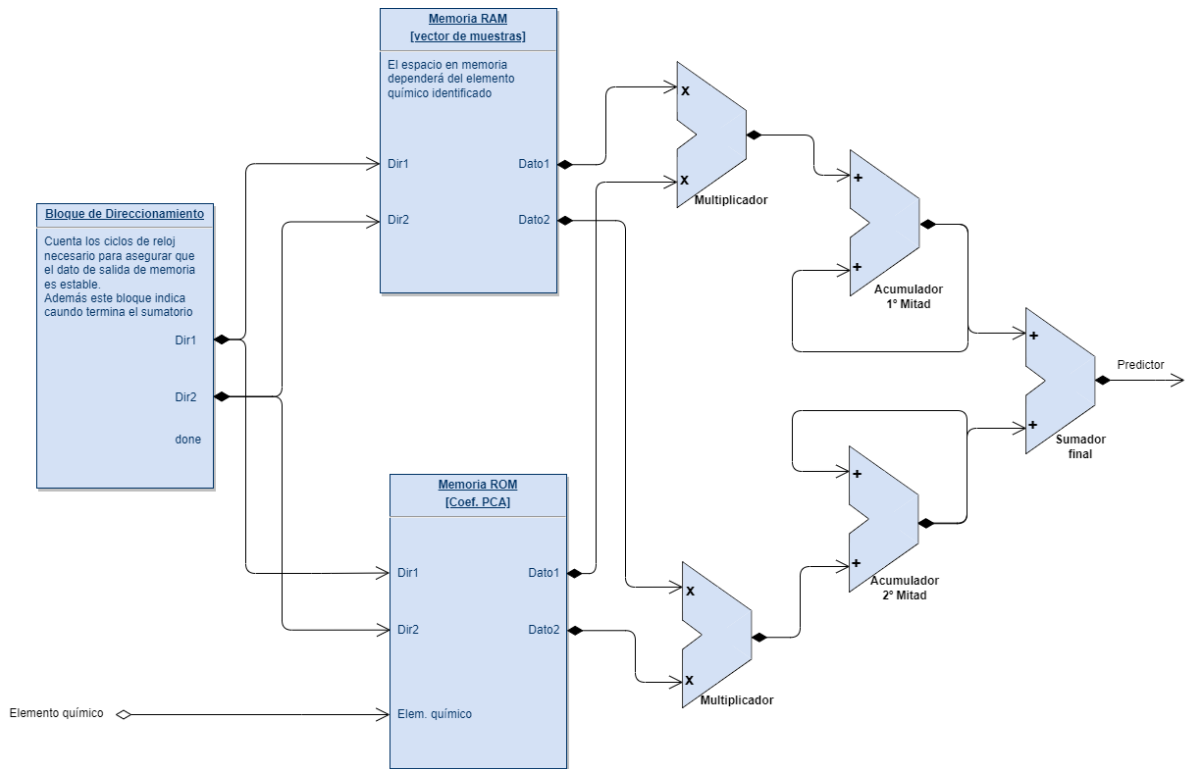 Memoria RAM
[vector de muestras]
El espacio en memoria
dependerá del elemento
químico identificado
Dir1
Dato1
Dir2
Dato2
Bloque de Direccionamiento
Cuenta los ciclos de reloj
necesario para asegurar que
el dato de salida de memoria
es estable.
Además este bloque indica
caundo termina el sumatorio
Dir1
Dir2
done
Memoria ROM
[Coef. PCA]
Dir1
Dato1
Dir2
Dato2
Elem. químico
Elemento químico
x
x
Multiplicador
+
+
Acumulador
1º Mitad
+
+
Sumador
final
Predictor
+
+
Acumulador
2º Mitad
x
x
Multiplicador